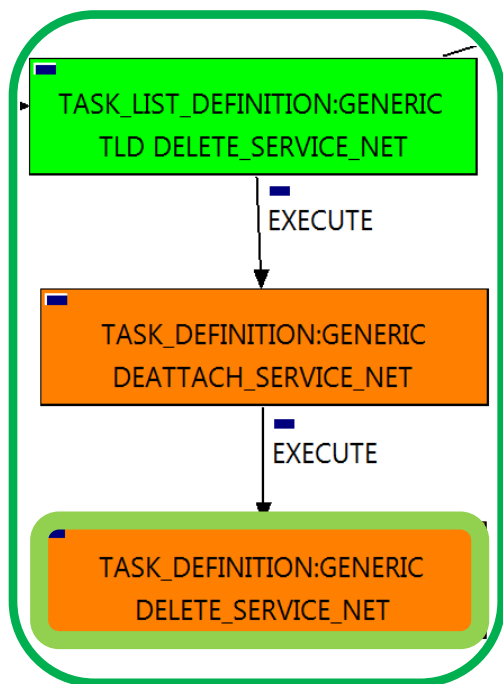 TASK_LIST_DEFINITION:GENERIC
TLD DELETE_SERVICE_NET
EXECUTE
TASK_DEFINITION:GENERIC
DEATTACH_SERVICE_NET
EXECUTE
TASK_DEFINITION:GENERIC
DELETE_SERVICE_NET